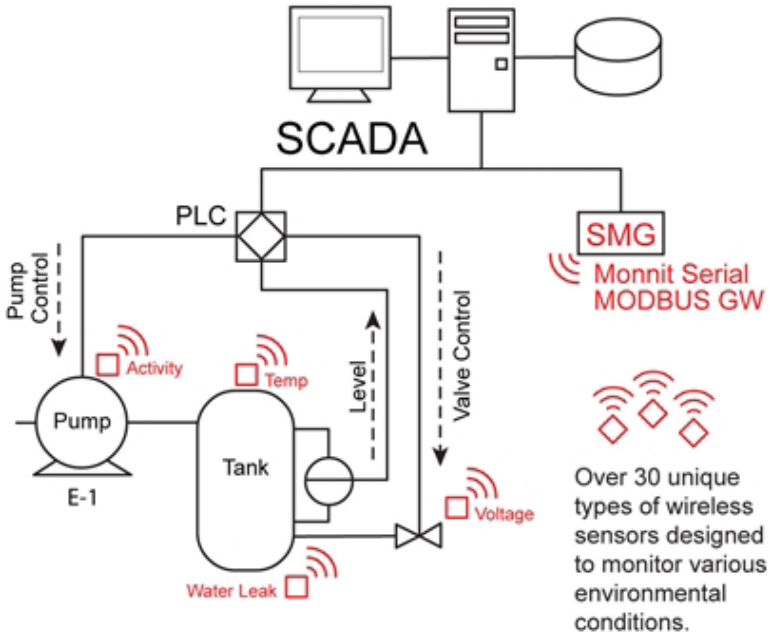 SCADA
PLC
SMG
Monnit Serial
MODBUS GW
Pump
Control
Activity
Temp
Level
Valve Control
Pump
Tank
E-1
Voltage
Water Leak
Over 30 unique
types of wireless
sensors designed
to monitor various
environmental
conditions.